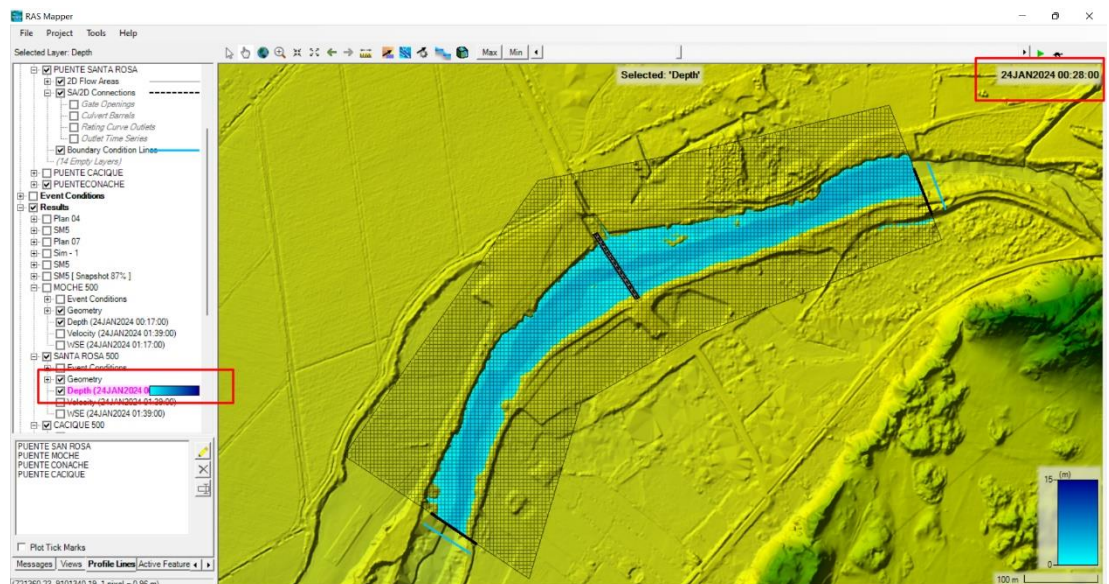 RAS Mapper
File Project Tools Help
Selected Layer: Depth
Max Min
PUENTE SANTA ROSA
2D Flow Areas
SA/2D Connections
Gate Openings
Culvert Barrels
Rating Curve Outlets
Outlet Time Series
Boundary Condition Lines
(14 Empty Layers)
PUENTE CACIQUE
PUENTECONACHE
Event Conditions
Results
Plan 04
SM5
Plan 07
Sim - 1
SM5
SM5 [ Snapshot 87% ]
MOCHE 500
Event Conditions
Geometry
Depth (24JAN2024 00:17:00)
Velocity (24JAN2024 01:39:00)
WSE (24JAN2024 01:17:00)
SANTA ROSA 500
Event Conditions
Geometry
Depth (24JAN2024 0
Velocity (24JAN2024 01:39:00)
WSE (24JAN2024 01:39:00)
CACIQUE 500
PUENTE SAN ROSA
PUENTE MOCHE
PUENTE CONACHE
PUENTE CACIQUE
Plot Tick Marks
Messages Views Profile Lines Active Feature
Selected: 'Depth'
24JAN2024 00:28:00
15 (m)
0
100 m